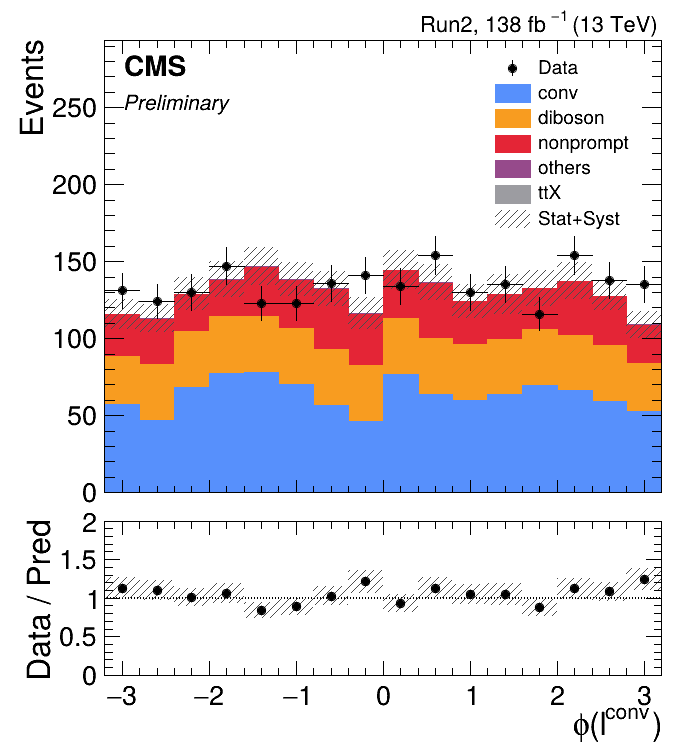 Run2, 138 fb⁻¹ (13 TeV)
CMS
Preliminary
Data
conv
diboson
nonprompt
others
ttX
Stat+Syst
Events
250
200
150
100
50
0
Data / Pred
2
1.5
1
0.5
0
−3 −2 −1 0 1 2 3
ϕ(l^conv)